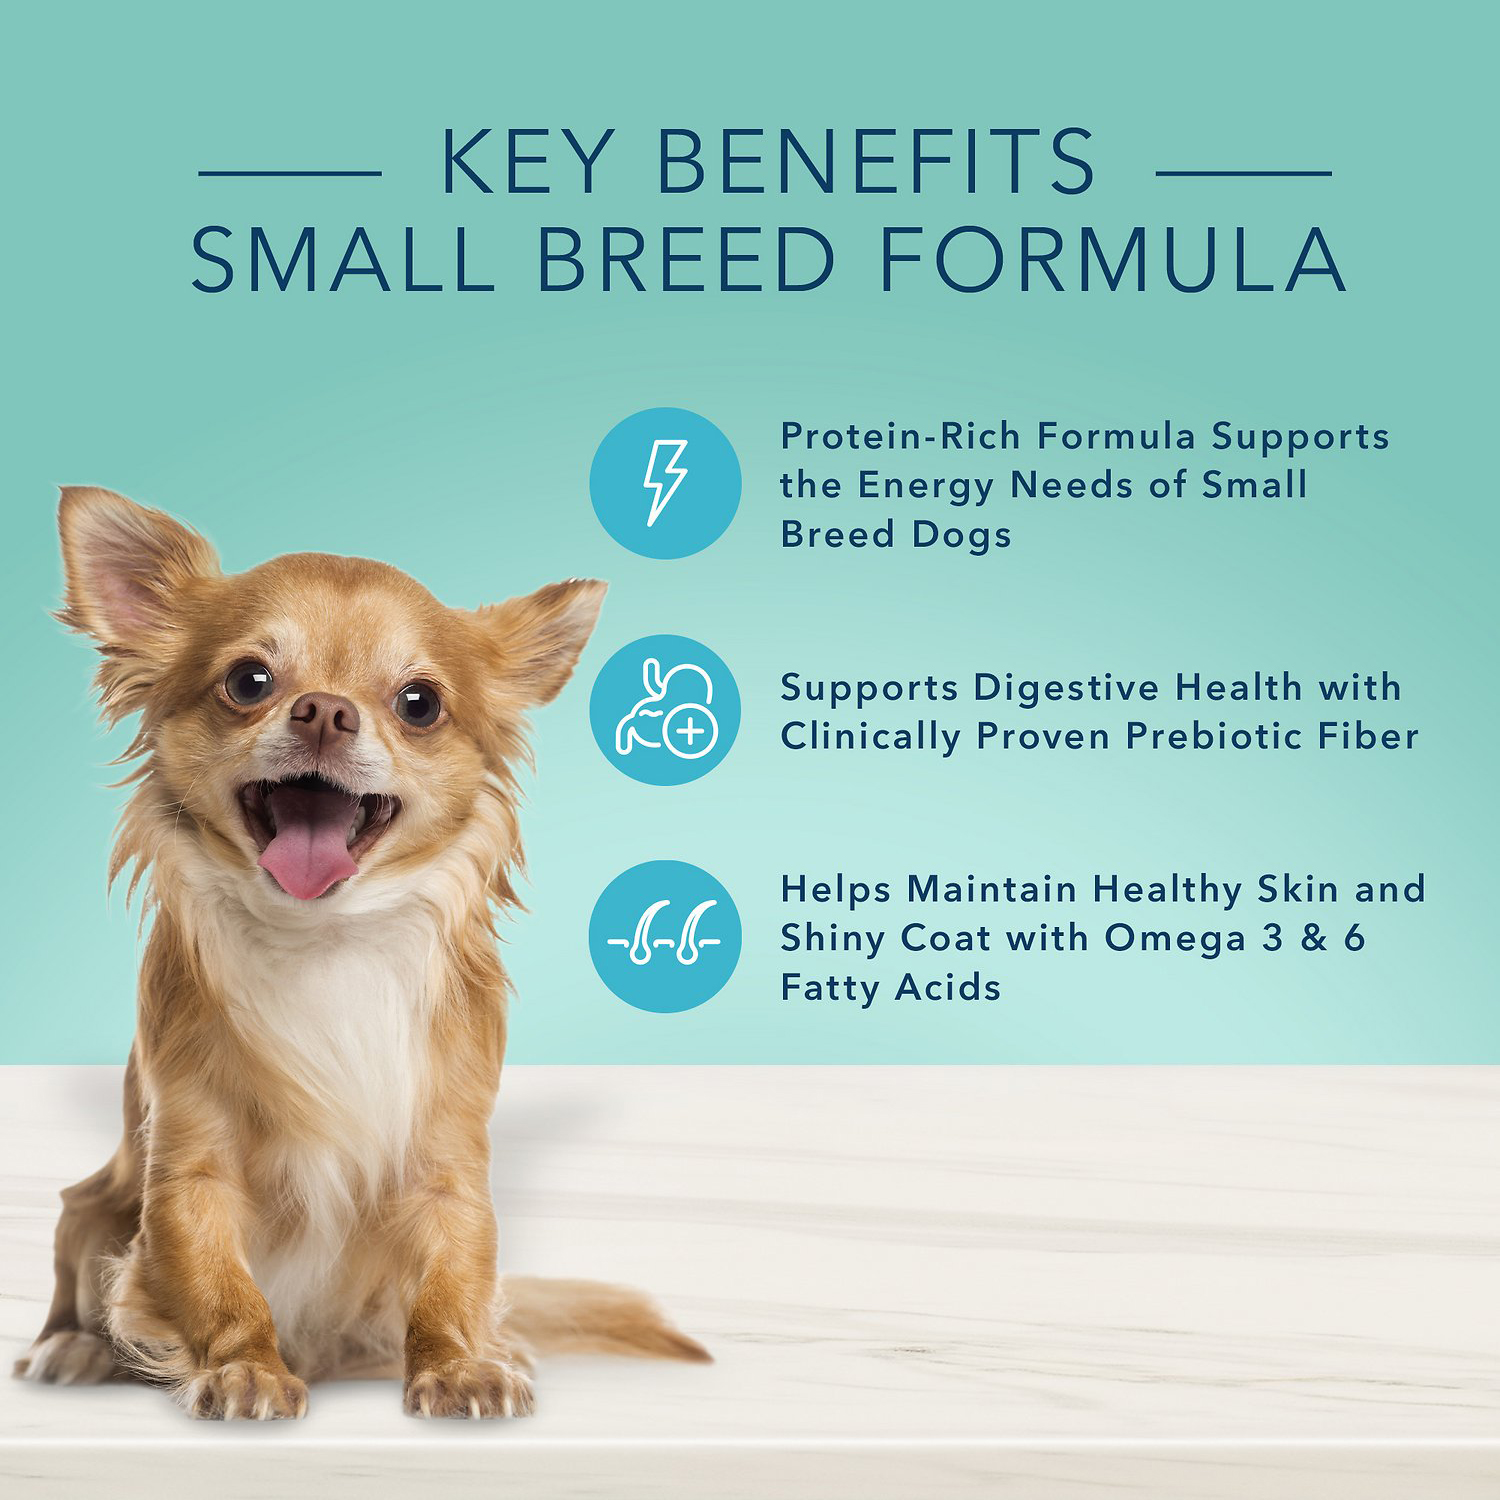 KEY BENEFITS
SMALL BREED FORMULA
Protein-Rich Formula Supports
the Energy Needs of Small
Breed Dogs
Supports Digestive Health with
Clinically Proven Prebiotic Fiber
Helps Maintain Healthy Skin and
Shiny Coat with Omega 3 & 6
Fatty Acids